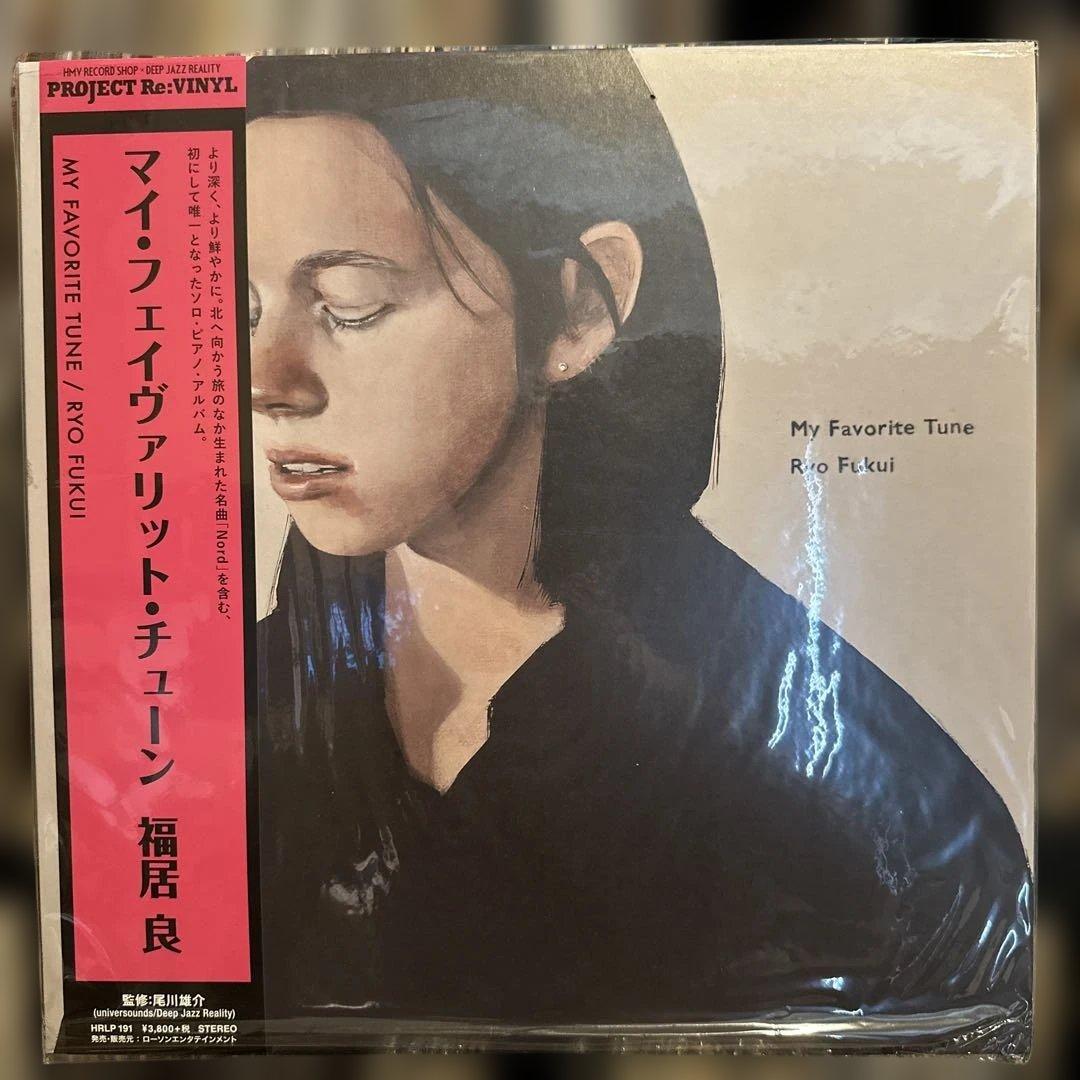 HMV RECORD SHOP × DEEP JAZZ REALITY
PROJECT Re:VINYL
より深く、より鮮やかに。北へ向かう旅のなか生まれた名曲「Nord」を含む、
初にして唯一となったソロ・ピアノ・アルバム。
マイ・フェイヴァリット・チューン 福居 良
MY FAVORITE TUNE / RYO FUKUI
監修:尾川雄介
(universounds/Deep Jazz Reality)
HRLP 191 ¥3,800+税 STEREO
発売・販売元:ローソンエンタテインメント
My Favorite Tune
Ryo Fukui